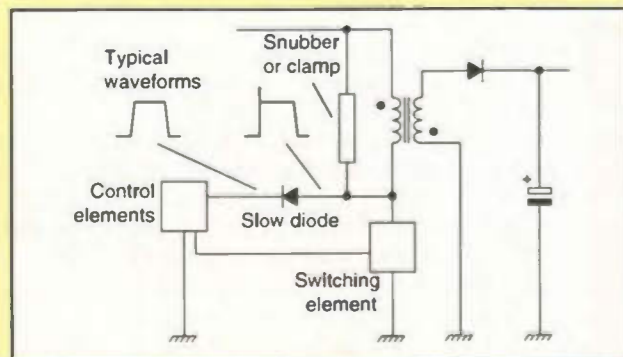 Typical
waveforms
Snubber
or clamp
Control
elements
Slow diode
Switching
element
+